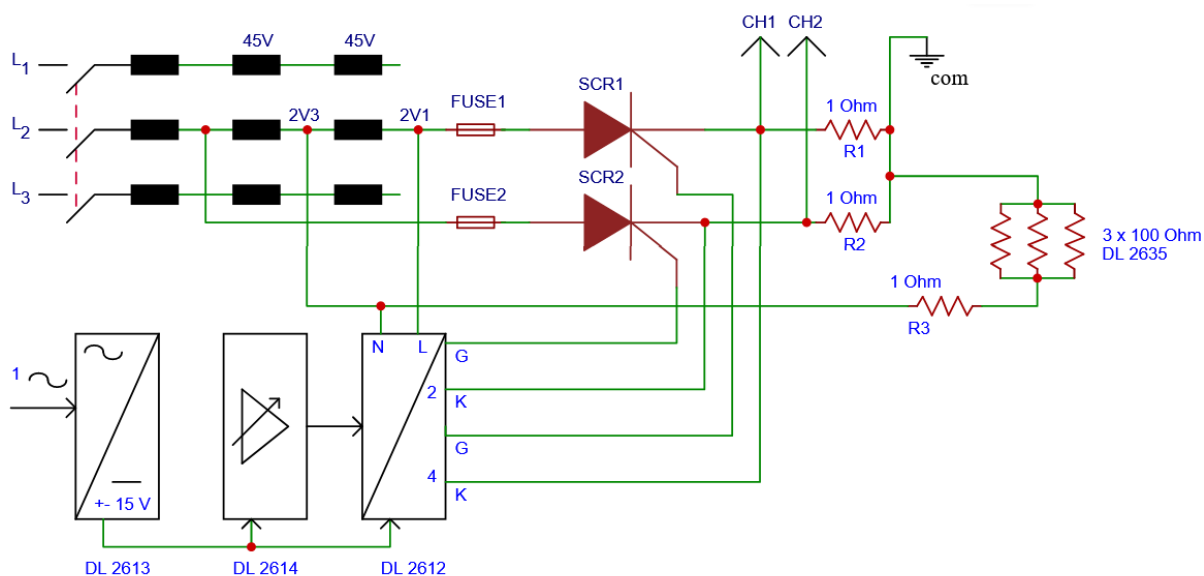 CH1
CH2
45V
45V
L1
SCR1
com
FUSE1
1 Ohm
L2
2V3
2V1
R1
SCR2
L3
FUSE2
1 Ohm
R2
3 x 100 Ohm
DL 2635
1 Ohm
R3
N
L
G
1
2
K
G
4
K
+- 15 V
DL 2613
DL 2614
DL 2612